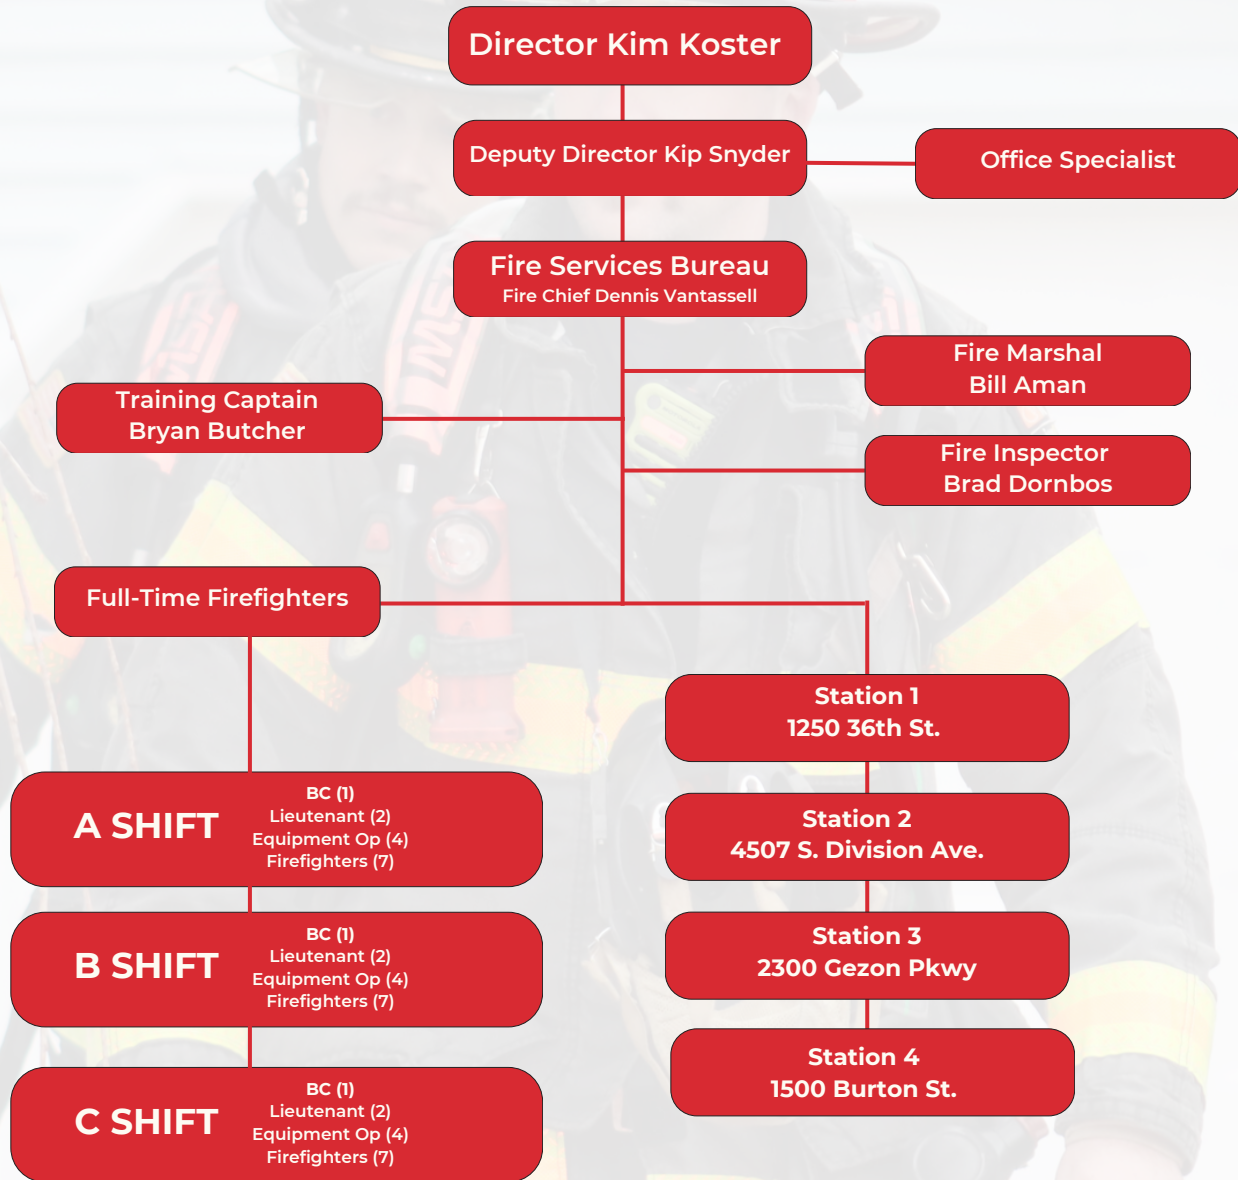 Director Kim Koster
Deputy Director Kip Snyder
Office Specialist
Fire Services Bureau
Fire Chief Dennis Vantassell
Fire Marshal
Bill Aman
Training Captain
Bryan Butcher
Fire Inspector
Brad Dornbos
Full-Time Firefighters
Station 1
1250 36th St.
Station 2
4507 S. Division Ave.
Station 3
2300 Gezon Pkwy
Station 4
1500 Burton St.
A SHIFT
BC (1)
Lieutenant (2)
Equipment Op (4)
Firefighters (7)
B SHIFT
BC (1)
Lieutenant (2)
Equipment Op (4)
Firefighters (7)
C SHIFT
BC (1)
Lieutenant (2)
Equipment Op (4)
Firefighters (7)
MSA